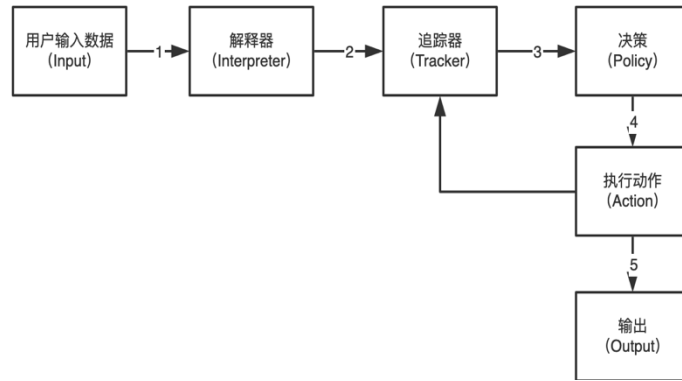 用户输入数据
（Input）
1
解释器
（Interpreter）
2
追踪器
（Tracker）
3
决策
（Policy）
4
执行动作
（Action）
5
输出
（Output）